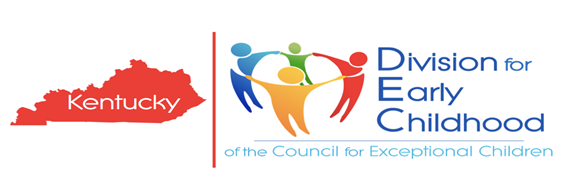 Kentucky
Division for
Early
Childhood
of the Council for Exceptional Children